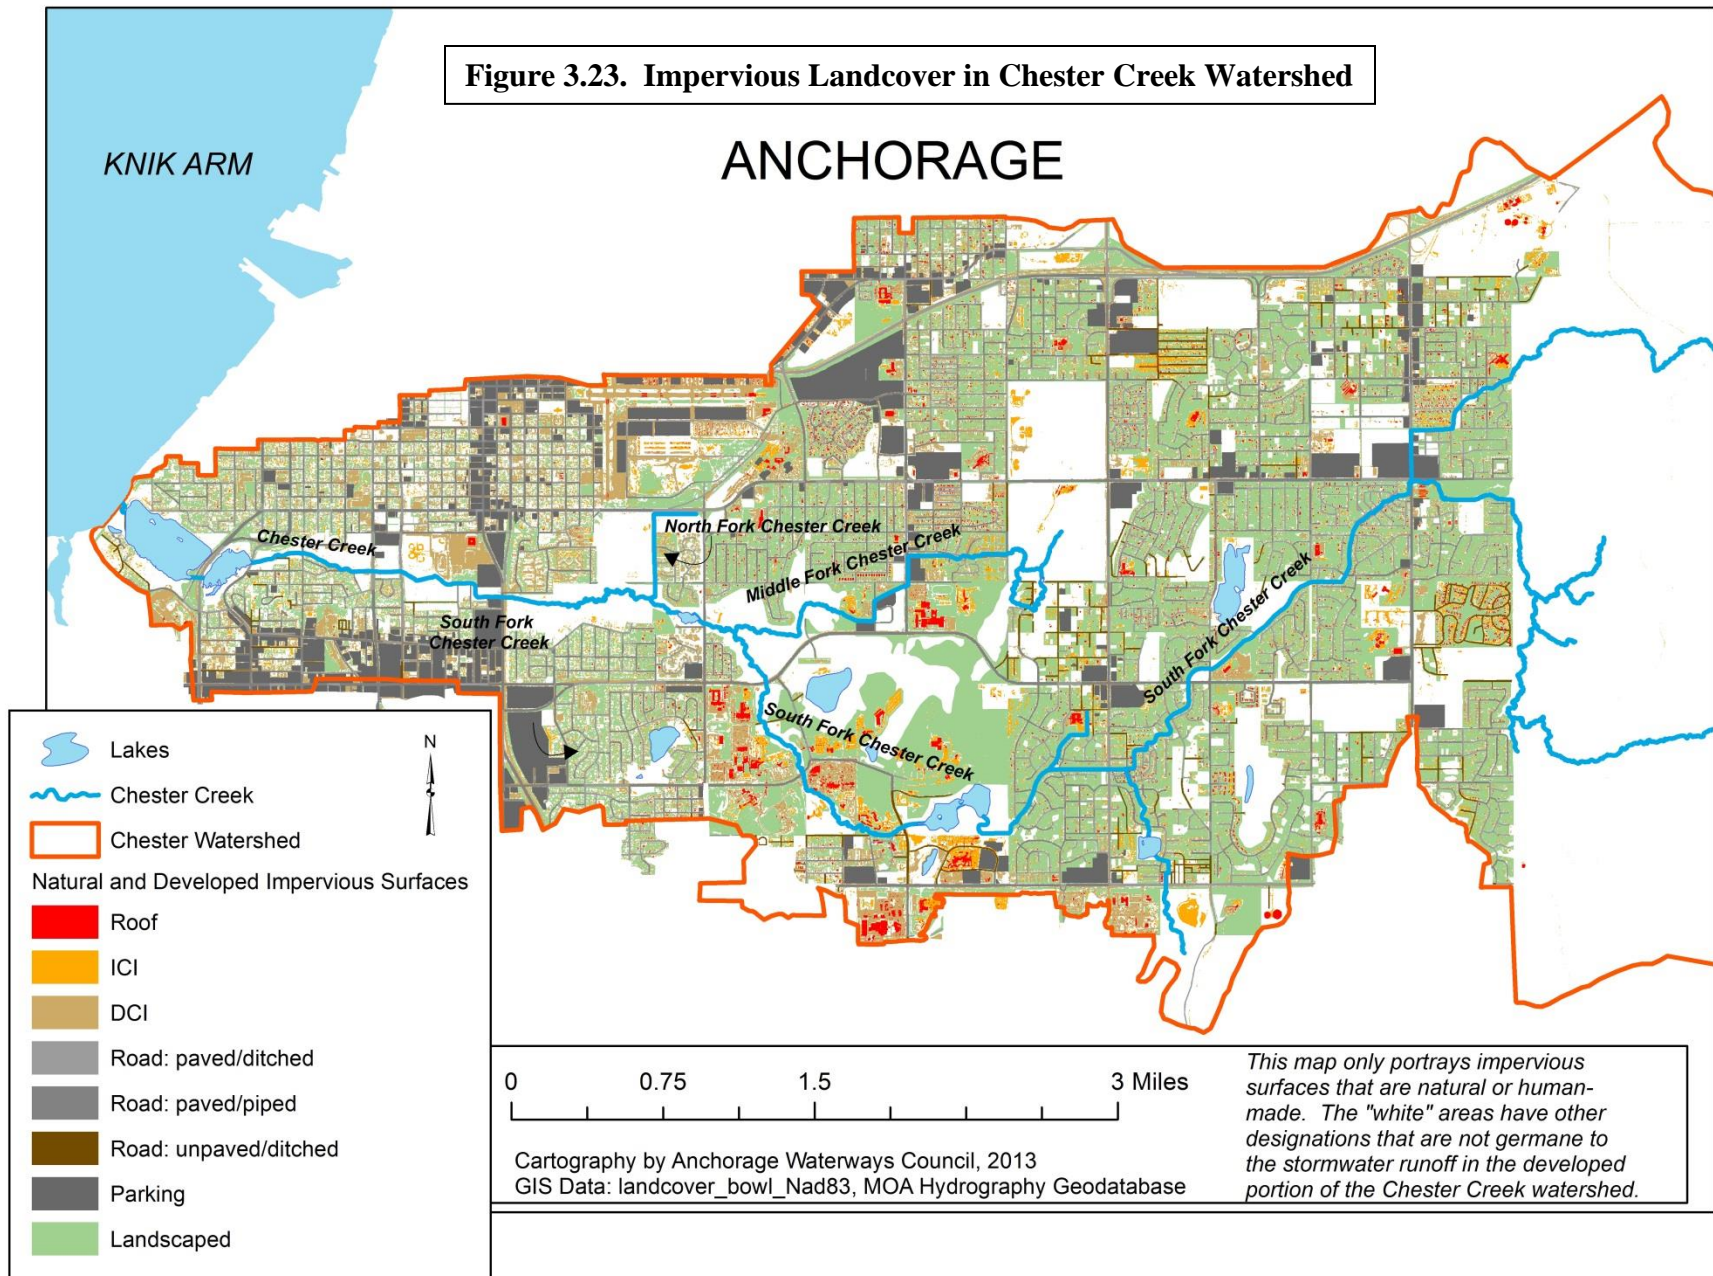 Figure 3.23.  Impervious Landcover in Chester Creek Watershed
KNIK ARM
ANCHORAGE
North Fork Chester Creek
Chester Creek
Middle Fork Chester Creek
South Fork
Chester Creek
South Fork Chester Creek
South Fork Chester Creek
Lakes
N
Chester Creek
Chester Watershed
Natural and Developed Impervious Surfaces
Roof
ICI
DCI
Road: paved/ditched
Road: paved/piped
Road: unpaved/ditched
Parking
Landscaped
0 0.75 1.5 3 Miles
Cartography by Anchorage Waterways Council, 2013
GIS Data: landcover_bowl_Nad83, MOA Hydrography Geodatabase
This map only portrays impervious
surfaces that are natural or human-
made.  The "white" areas have other
designations that are not germane to
the stormwater runoff in the developed
portion of the Chester Creek watershed.